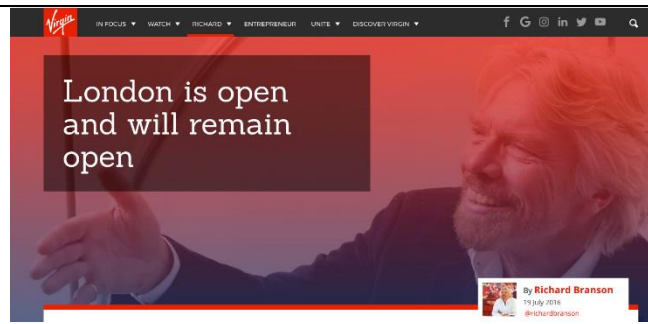 Virgin
IN FOCUS ▼ WATCH ▼ RICHARD ▼ ENTREPRENEUR UNITE ▼ DISCOVER VIRGIN ▼
London is open
and will remain
open
By Richard Branson
19 July 2016
@richardbranson